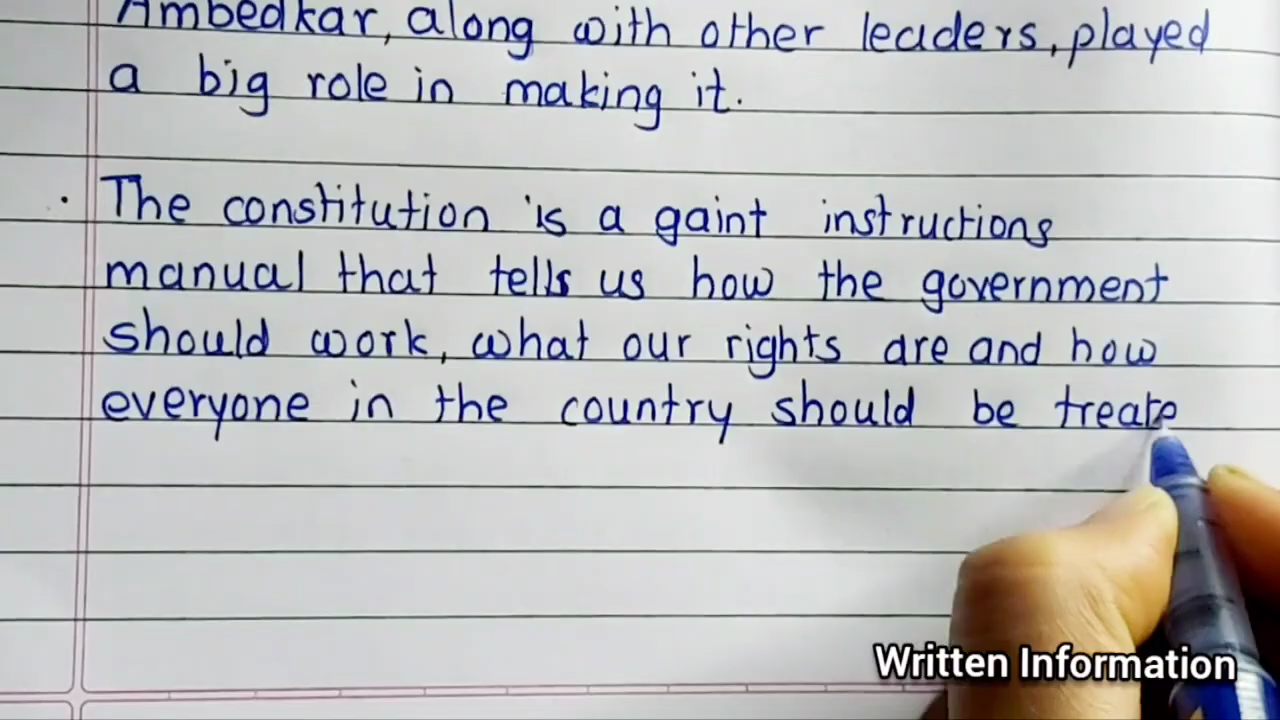 Ambedkar, along with other leaders, played
a big role in making it.
. The constitution is a gaint instructions
manual that tells us how the government
should work, what our rights are and how
everyone in the country should be treate
Written Information